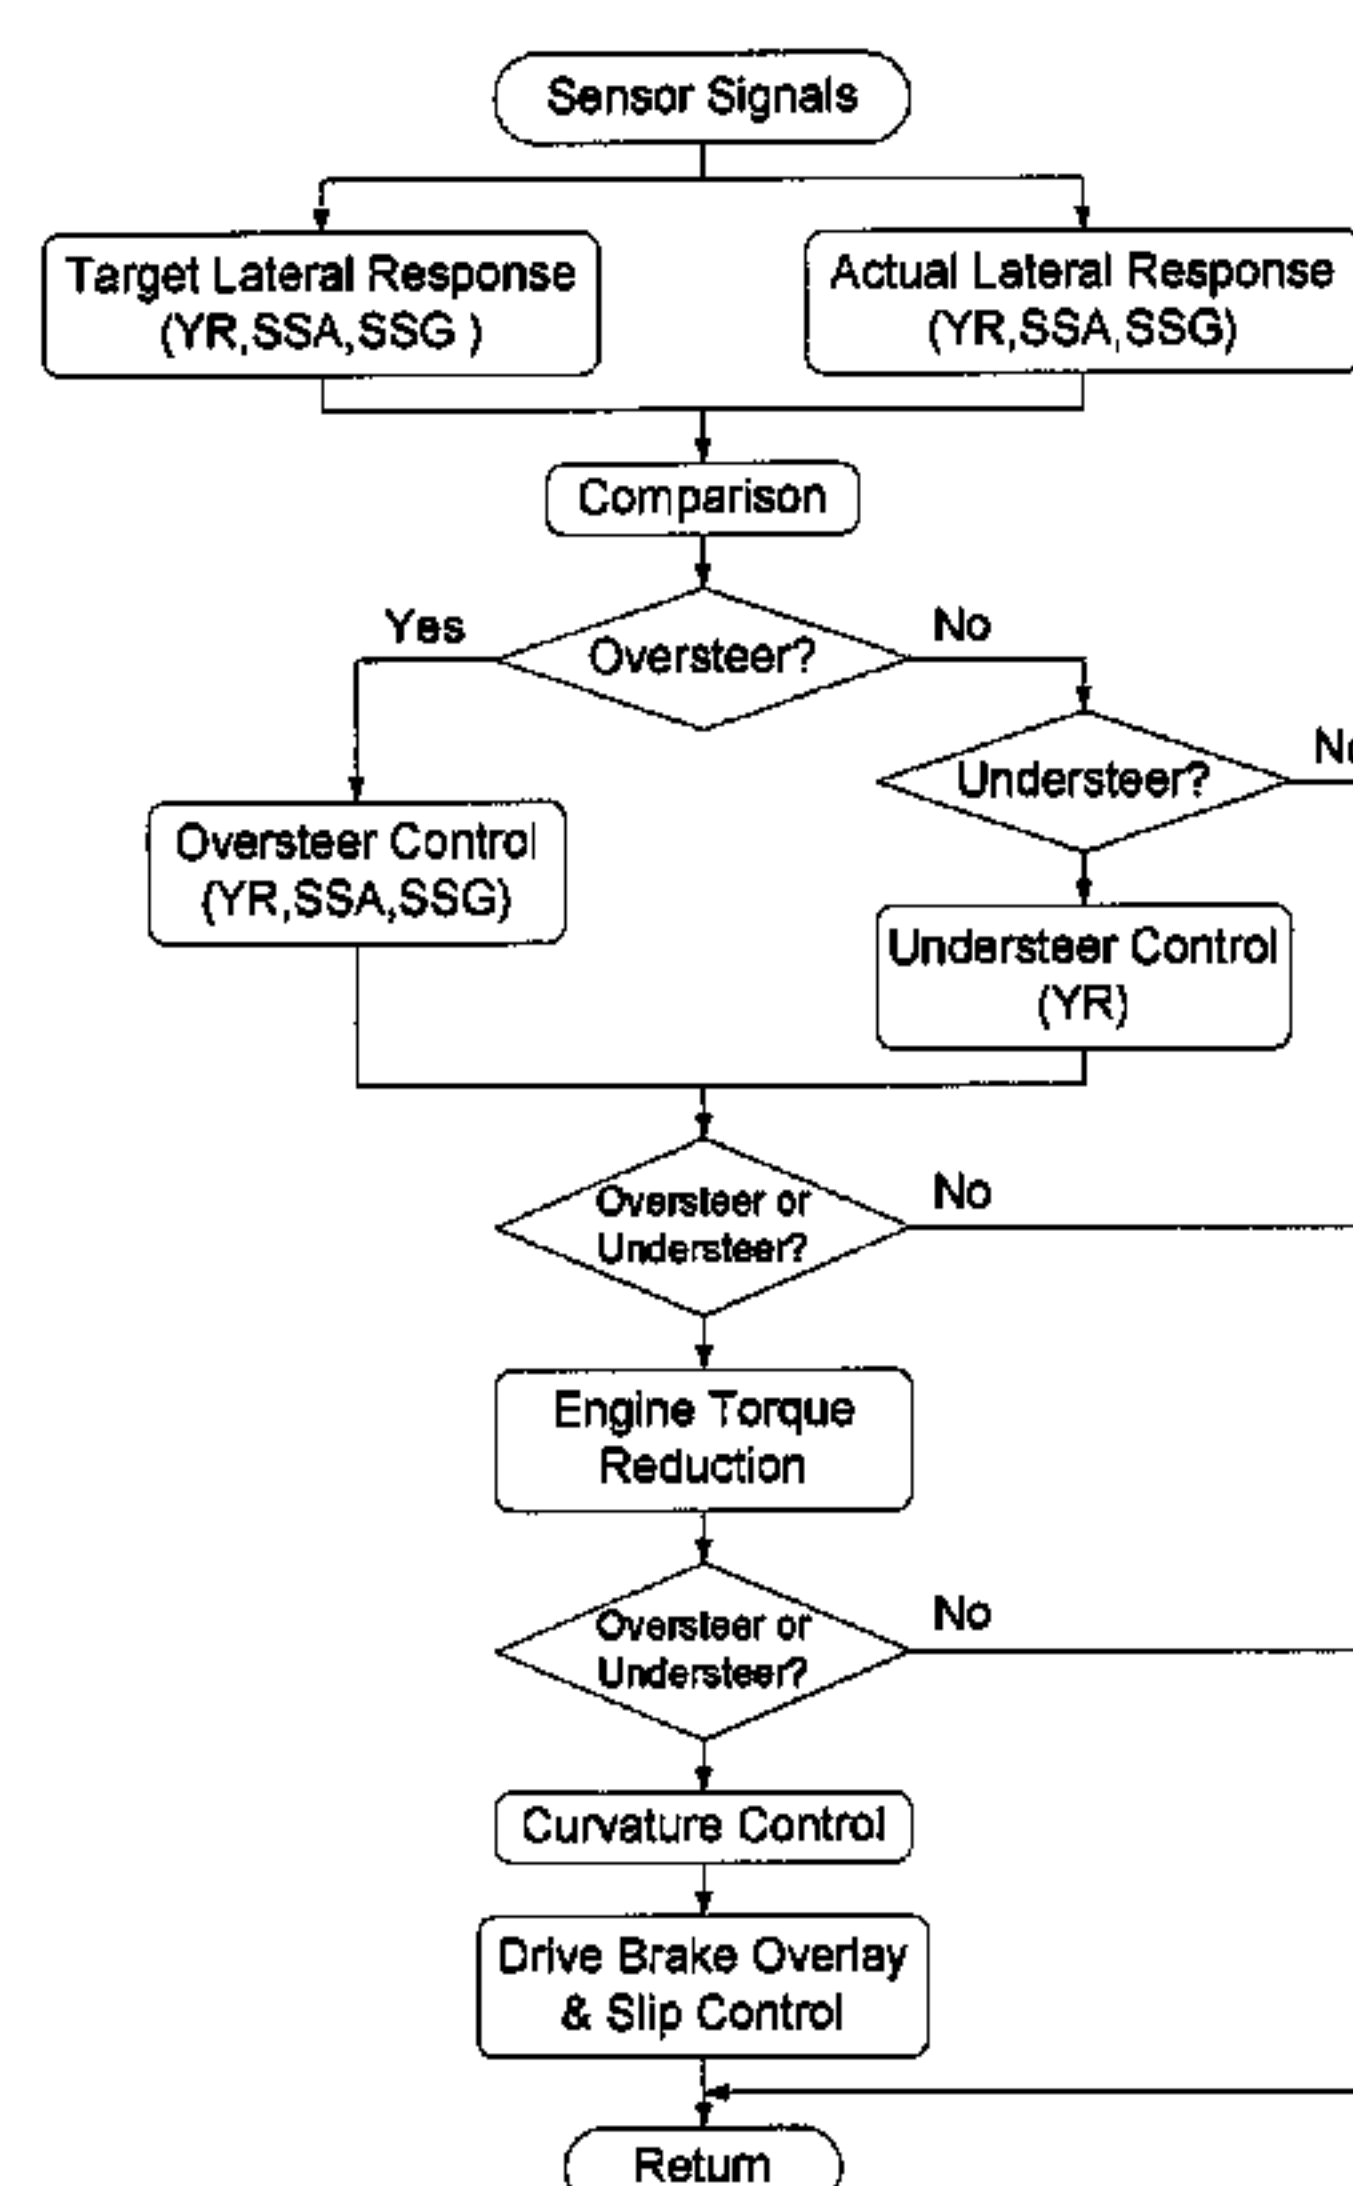 Sensor Signals
Target Lateral Response
(YR,SSA,SSG )
Actual Lateral Response
(YR,SSA,SSG)
Comparison
Yes
Oversteer?
No
Understeer?
Oversteer Control
(YR,SSA,SSG)
Understeer Control
(YR)
Oversteer or
Understeer?
No
Engine Torque
Reduction
Oversteer or
Understeer?
No
Curvature Control
Drive Brake Overlay
& Slip Control
Return